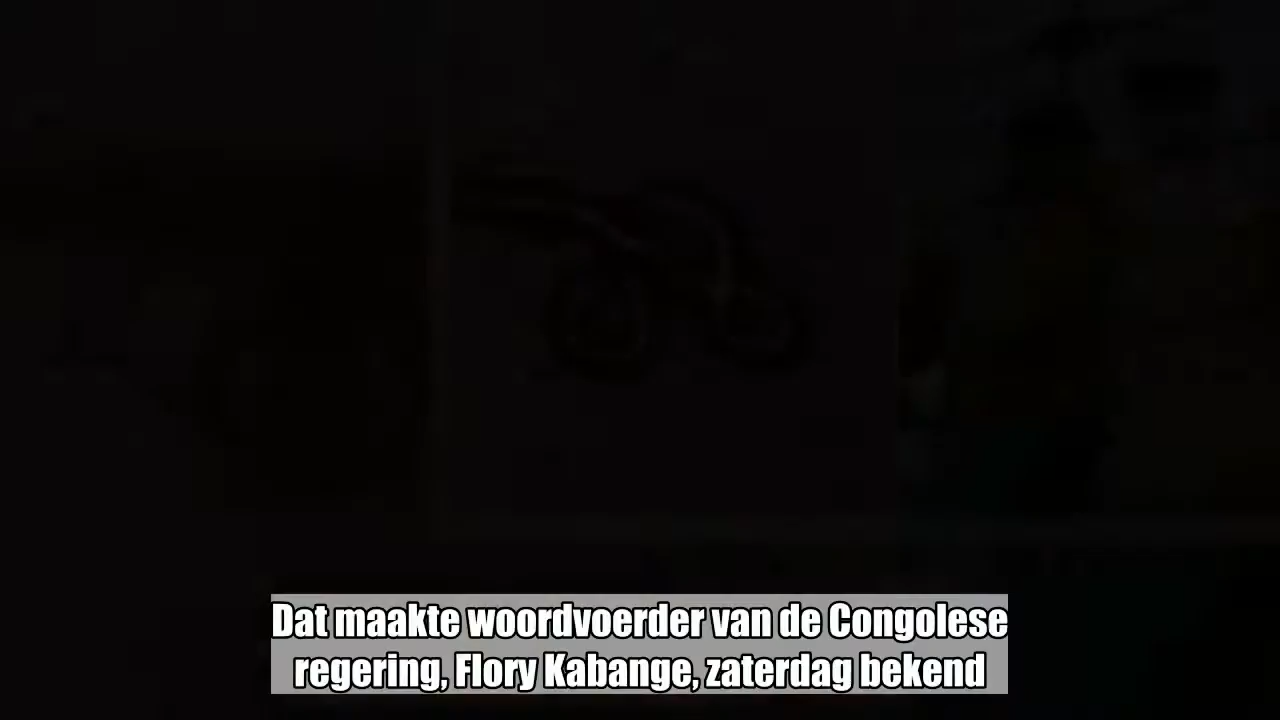 Dat maakte woordvoerder van de Congolese
regering, Flory Kabange, zaterdag bekend